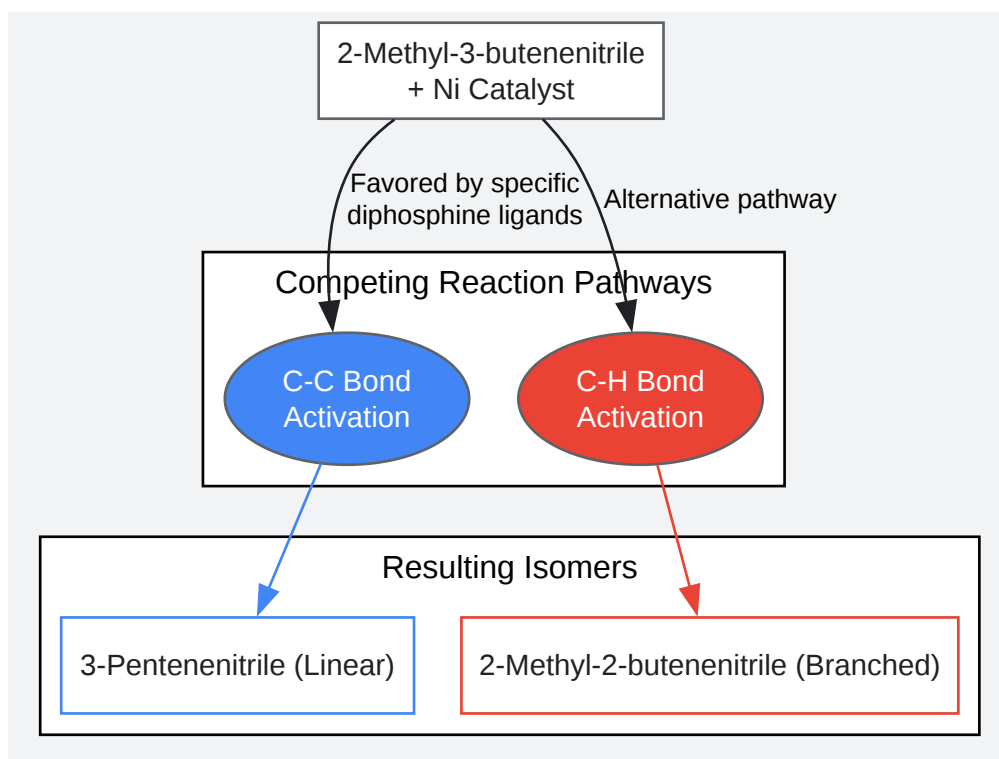 2-Methyl-3-butenenitrile
+ Ni Catalyst
Favored by specific
diphosphine ligands
Alternative pathway
Competing Reaction Pathways
C-C Bond
Activation
C-H Bond
Activation
Resulting Isomers
3-Pentenenitrile (Linear)
2-Methyl-2-butenenitrile (Branched)